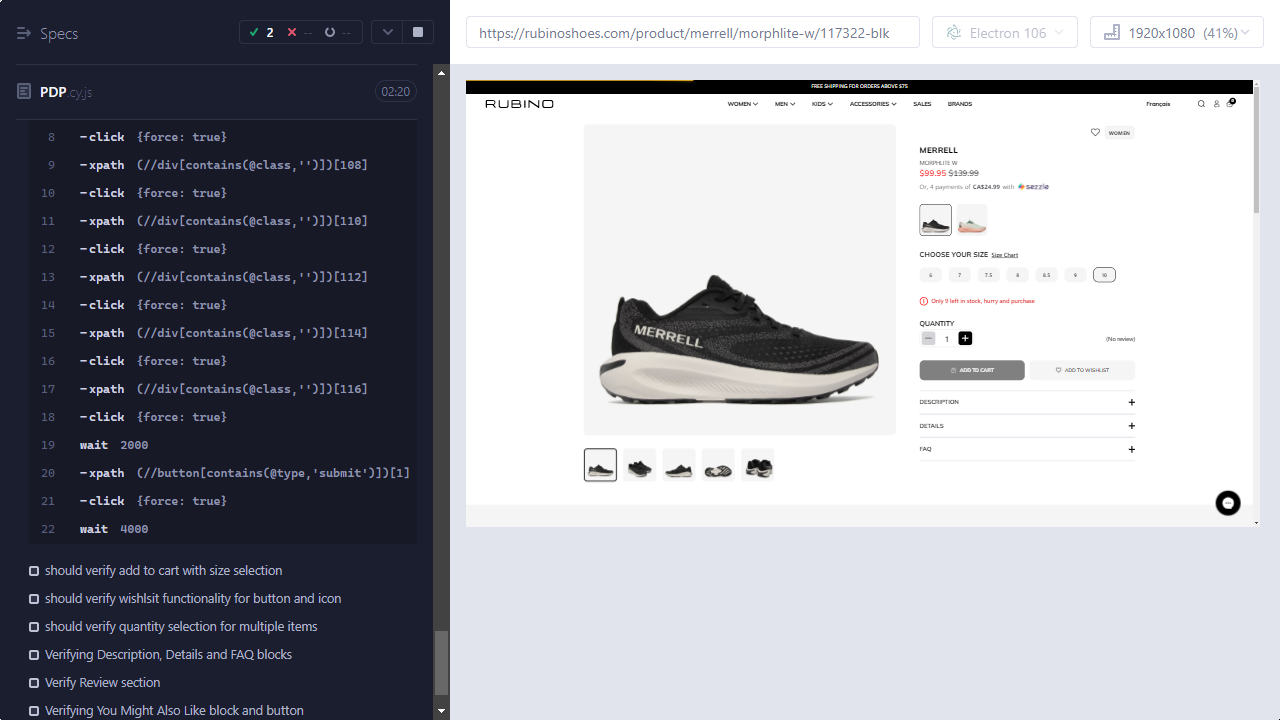 Specs
2
--
--
PDP.cy.js
02:20
8 -click {force: true}
9 -xpath (//div[contains(@class,'')])[108]
10 -click {force: true}
11 -xpath (//div[contains(@class,'')])[110]
12 -click {force: true}
13 -xpath (//div[contains(@class,'')])[112]
14 -click {force: true}
15 -xpath (//div[contains(@class,'')])[114]
16 -click {force: true}
17 -xpath (//div[contains(@class,'')])[116]
18 -click {force: true}
19 wait 2000
20 -xpath (//button[contains(@type,'submit')])[1]
21 -click {force: true}
22 wait 4000
should verify add to cart with size selection
should verify wishlsit functionality for button and icon
should verify quantity selection for multiple items
Verifying Description, Details and FAQ blocks
Verify Review section
Verifying You Might Also Like block and button
https://rubinoshoes.com/product/merrell/morphlite-w/117322-blk
Electron 106
1920x1080 (41%)
FREE SHIPPING FOR ORDERS ABOVE $75
RUBINO
WOMEN MEN KIDS ACCESSORIES SALES BRANDS
Français
WOMEN
MERRELL
MORPHLITE W
$99.95 $139.99
Or, 4 payments of CA$24.99 with sezzle
CHOOSE YOUR SIZE Size Chart
6 7 7.5 8 8.5 9 10
Only 9 left in stock, hurry and purchase
QUANTITY
1
(No review)
ADD TO CART
ADD TO WISHLIST
DESCRIPTION
DETAILS
FAQ
MERRELL